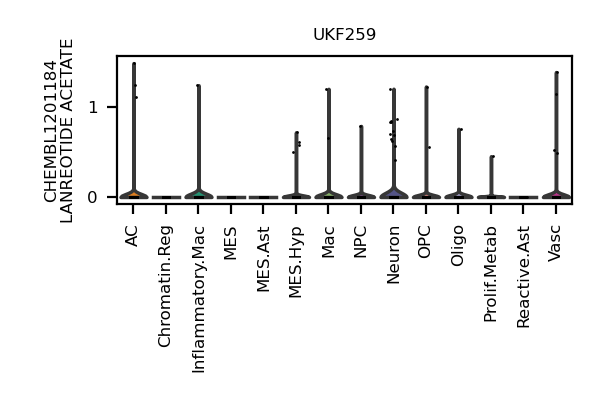 UKF259
CHEMBL1201184
LANREOTIDE ACETATE
1
0
AC
Chromatin.Reg
Inflammatory.Mac
MES
MES.Ast
MES.Hyp
Mac
NPC
Neuron
OPC
Oligo
Prolif.Metab
Reactive.Ast
Vasc